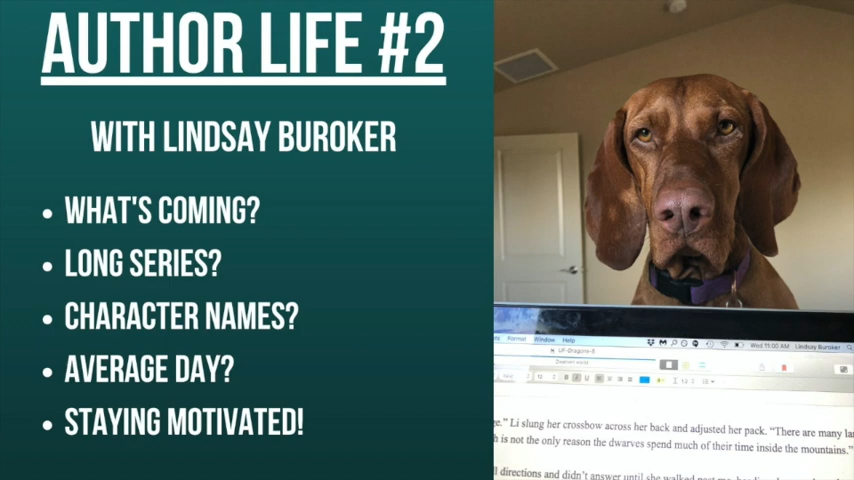 AUTHOR LIFE #2
WITH LINDSAY BUROKER
• WHAT'S COMING?
• LONG SERIES?
• CHARACTER NAMES?
• AVERAGE DAY?
• STAYING MOTIVATED!
Format Window Help
Wed 11:00 AM Lindsay Buroker
UF-Dragons-8
12
B I U
ge." Li slung her crossbow across her back and adjusted her pack. "There are many la
h is not the only reason the dwarves spend much of their time inside the mountains."
l directions and didn't answer until she walked